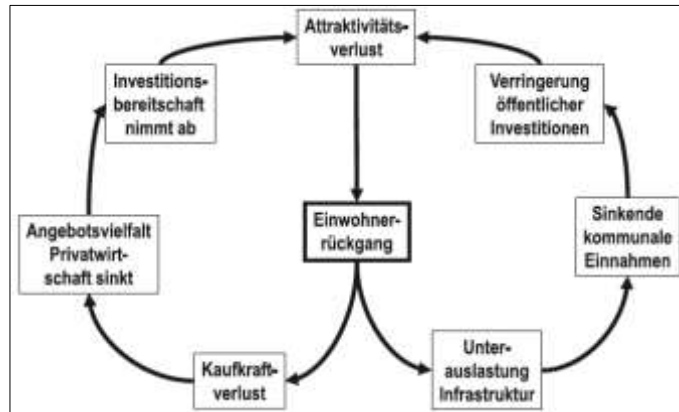 Attraktivitäts-
verlust
Investitions-
bereitschaft
nimmt ab
Verringerung
öffentlicher
Investitionen
Angebotsvielfalt
Privatwirt-
schaft sinkt
Einwohner-
rückgang
Sinkende
kommunale
Einnahmen
Kaufkraft-
verlust
Unter-
auslastung
Infrastruktur